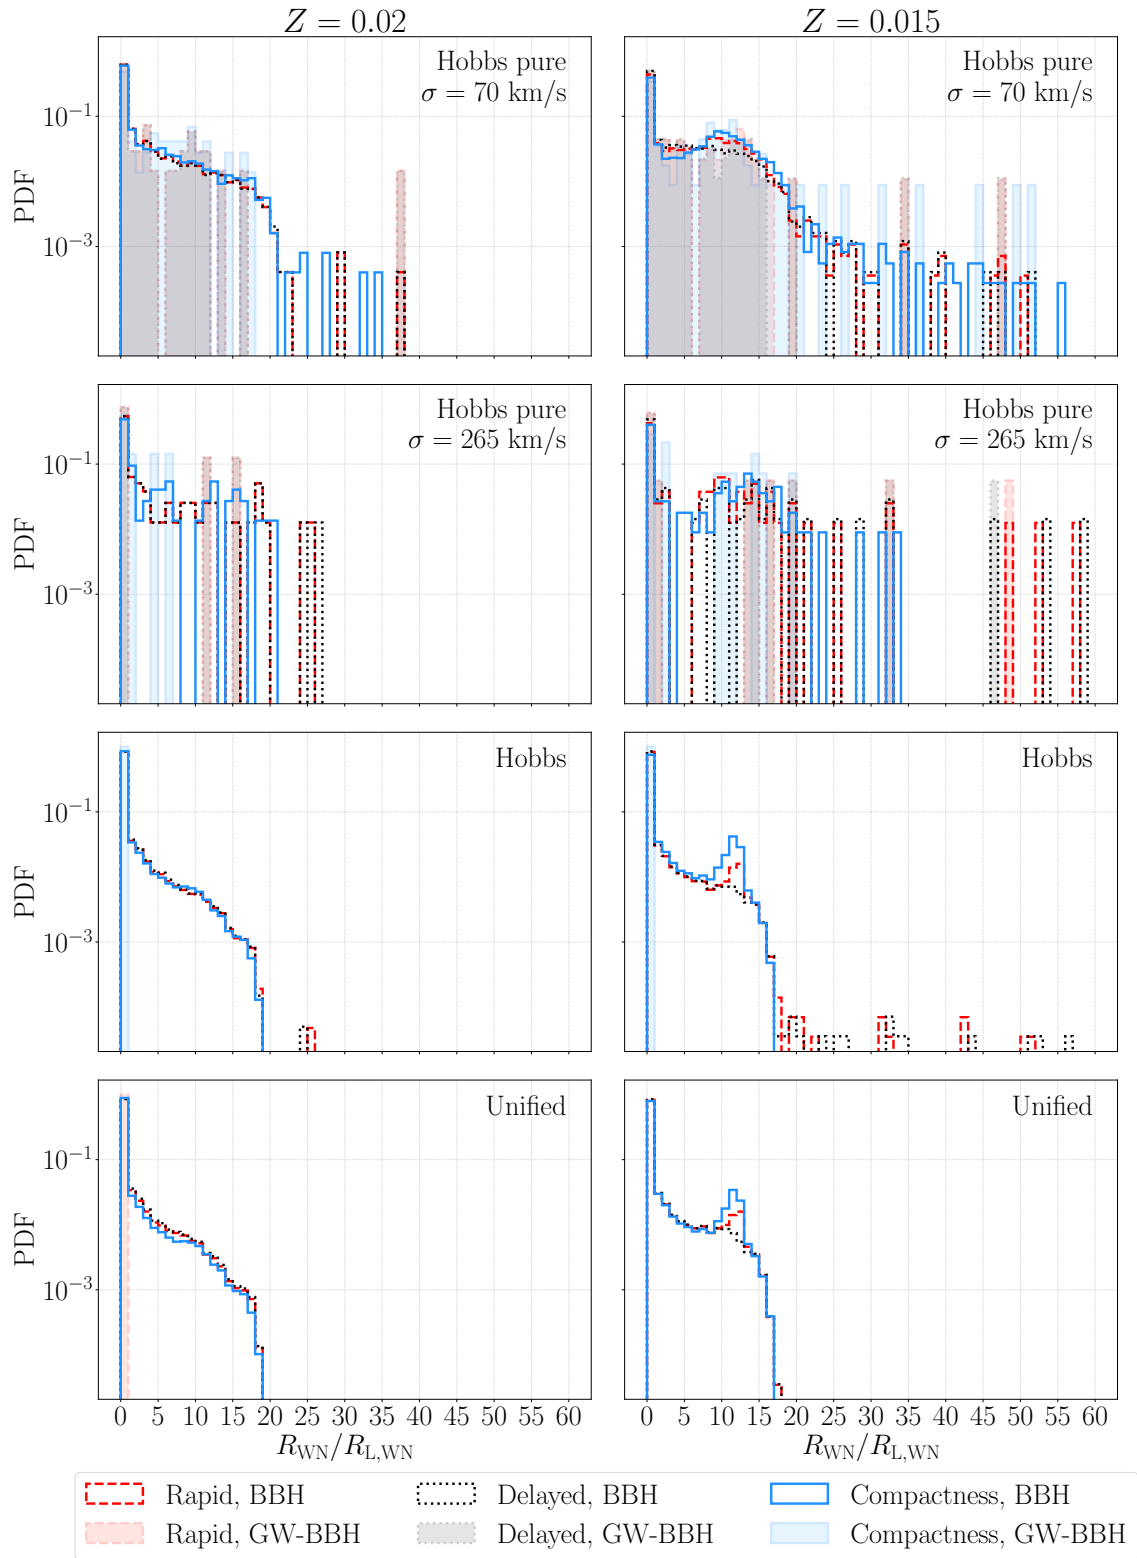 Z = 0.02
Z = 0.015
Hobbs pure
σ = 70 km/s
Hobbs pure
σ = 70 km/s
PDF
10⁻¹
10⁻³
Hobbs pure
σ = 265 km/s
Hobbs pure
σ = 265 km/s
PDF
10⁻¹
10⁻³
Hobbs
Hobbs
PDF
10⁻¹
10⁻³
Unified
Unified
PDF
10⁻¹
10⁻³
0 5 10 15 20 30 35 40 45 50 55 60
0 5 10 15 20 30 35 40 45 50 55 60
R_WN/R_L,WN
R_WN/R_L,WN
Rapid, BBH
Delayed, BBH
Compactness, BBH
Rapid, GW-BBH
Delayed, GW-BBH
Compactness, GW-BBH